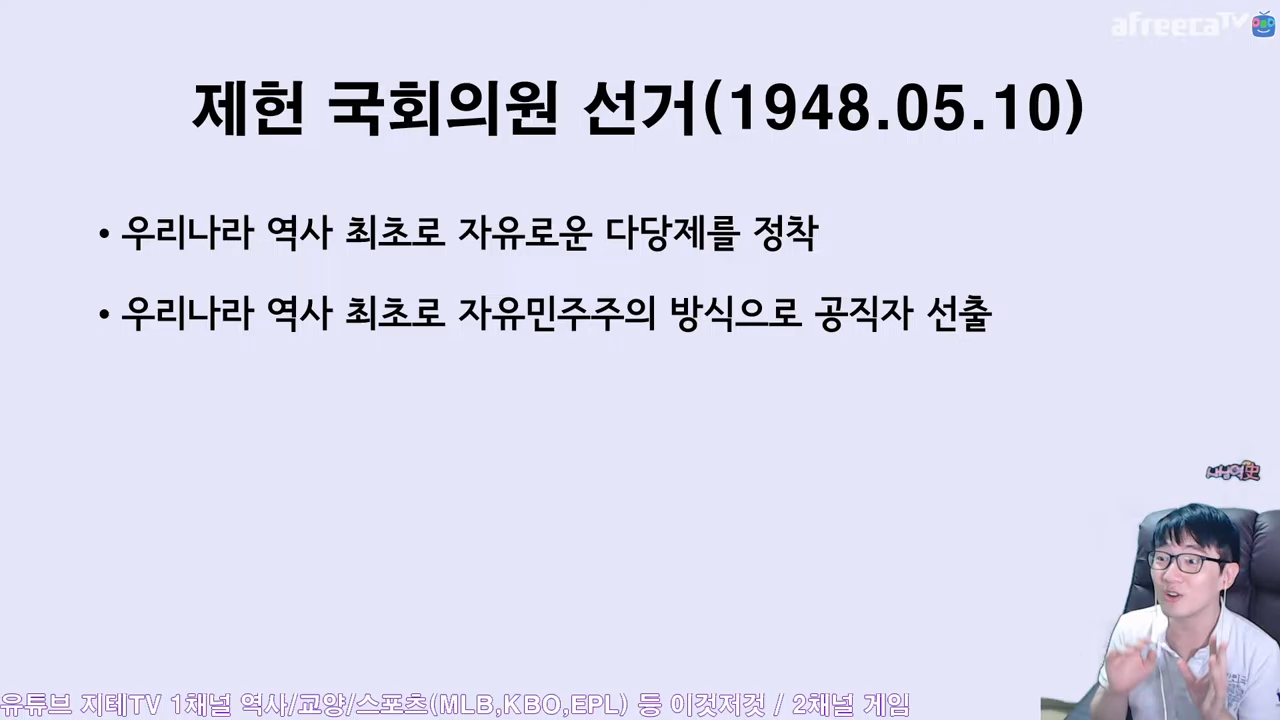 afreecaTV
제헌 국회의원 선거(1948.05.10)
• 우리나라 역사 최초로 자유로운 다당제를 정착
• 우리나라 역사 최초로 자유민주주의 방식으로 공직자 선출
유튜브 지테TV 1채널 역사/교양/스포츠(MLB,KBO,EPL) 등 이것저것 / 2채널 게임